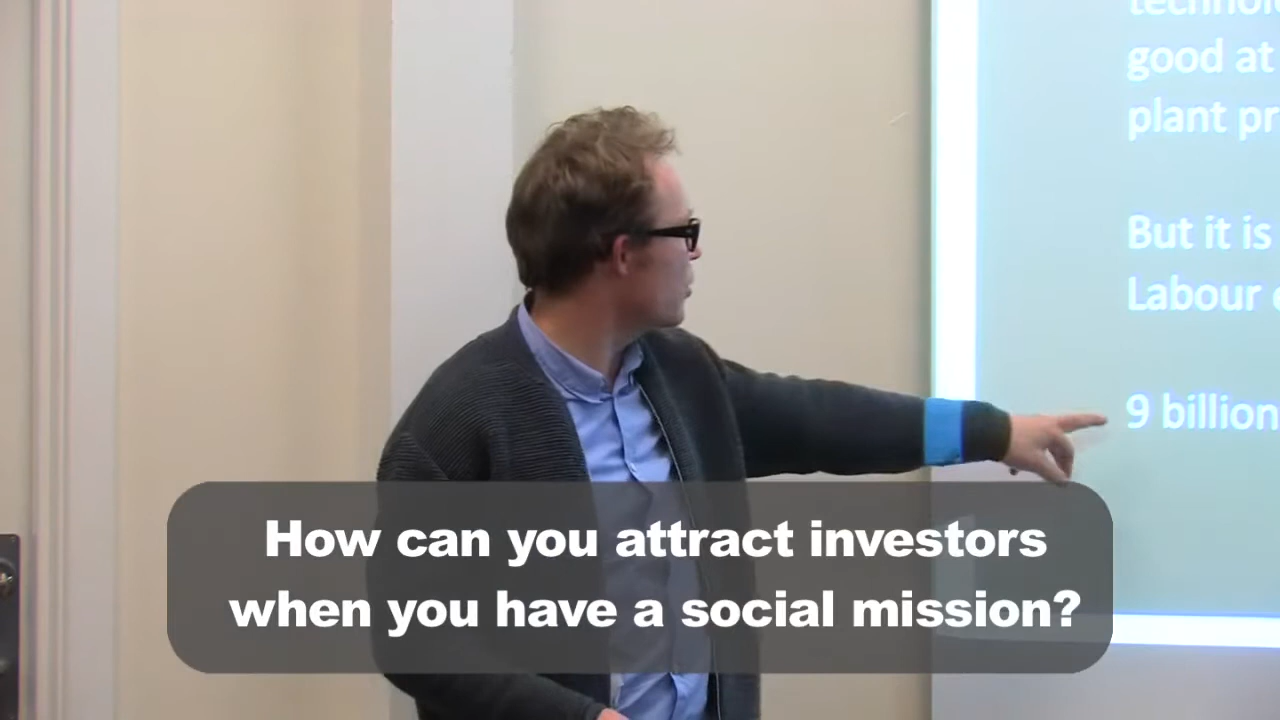 good at
plant pr
But it is
Labour
9 billion
How can you attract investors
when you have a social mission?